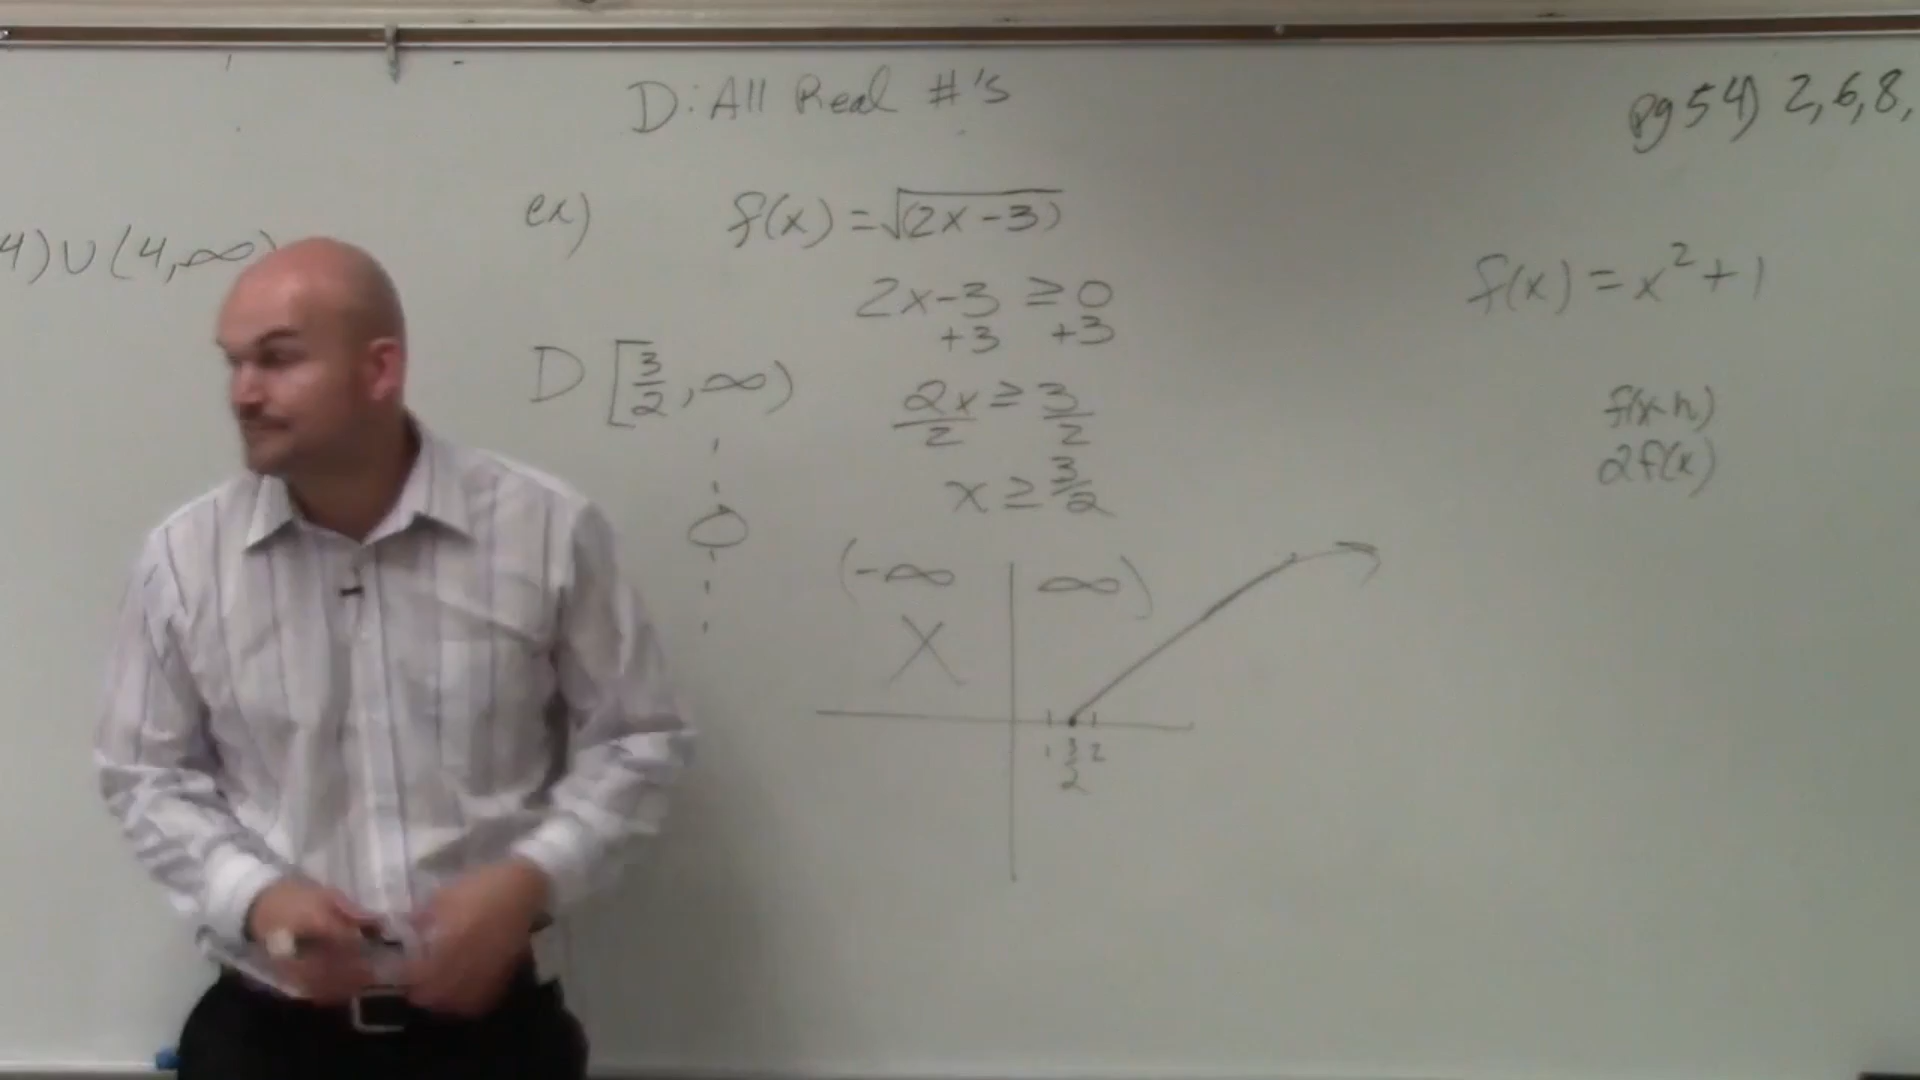 D: All Real #'s
pg 54) 2, 6, 8,
4) ∪ (4, ∞)
ex) f(x) = √(2x-3)
2x-3 ≥ 0
+3 +3
D [3/2, ∞)
2x/2 ≥ 3/2
x ≥ 3/2
(-∞ ∞)
X
1 3/2 2
f(x) = x² + 1
2f(x)